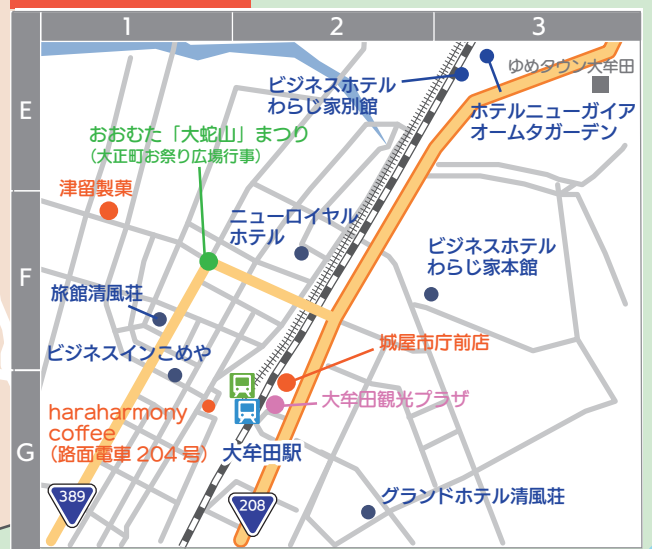 1
2
3
E
F
G
ゆめタウン大牟田
ビジネスホテル
わらじ家別館
ホテルニューガイア
オームタガーデン
おおむた「大蛇山」まつり
（大正町お祭り広場行事）
津留製菓
ニューロイヤル
ホテル
ビジネスホテル
わらじ家本館
旅館清風荘
城屋市庁前店
ビジネスインこめや
大牟田観光プラザ
haraharmony
coffee
（路面電車 204 号）
大牟田駅
グランドホテル清風荘
389
208